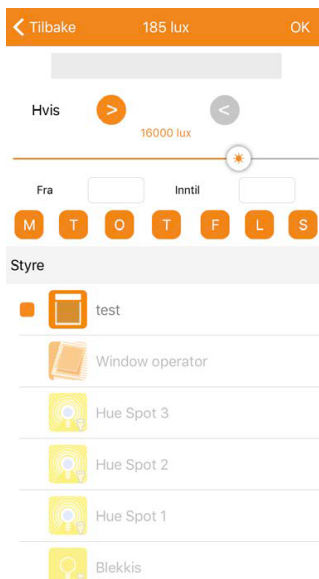 Tilbake 185 lux OK
Hvis > <
16000 lux
Fra Inntil
M T O T F L S
Styre
test
Window operator
Hue Spot 3
Hue Spot 2
Hue Spot 1
Blekkis